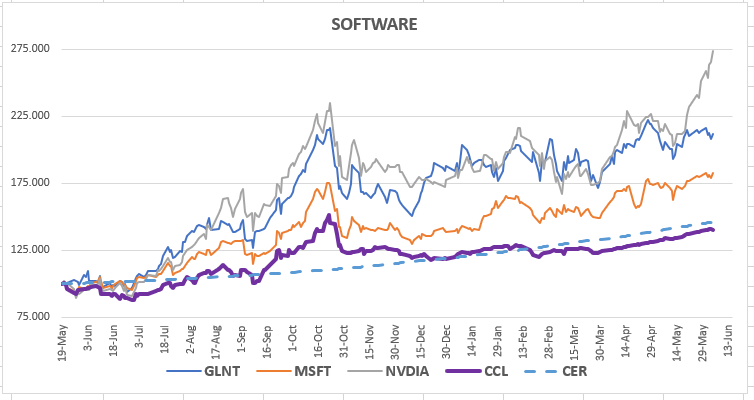 SOFTWARE
275.000
225.000
175.000
125.000
75.000
19-May 3-Jun 18-Jun 3-Jul 18-Jul 2-Aug 17-Aug 1-Sep 16-Sep 1-Oct 16-Oct 31-Oct 15-Nov 30-Nov 15-Dec 30-Dec 14-Jan 29-Jan 13-Feb 28-Feb 15-Mar 30-Mar 14-Apr 29-Apr 14-May 29-May 13-Jun
GLNT MSFT NVDIA CCL CER